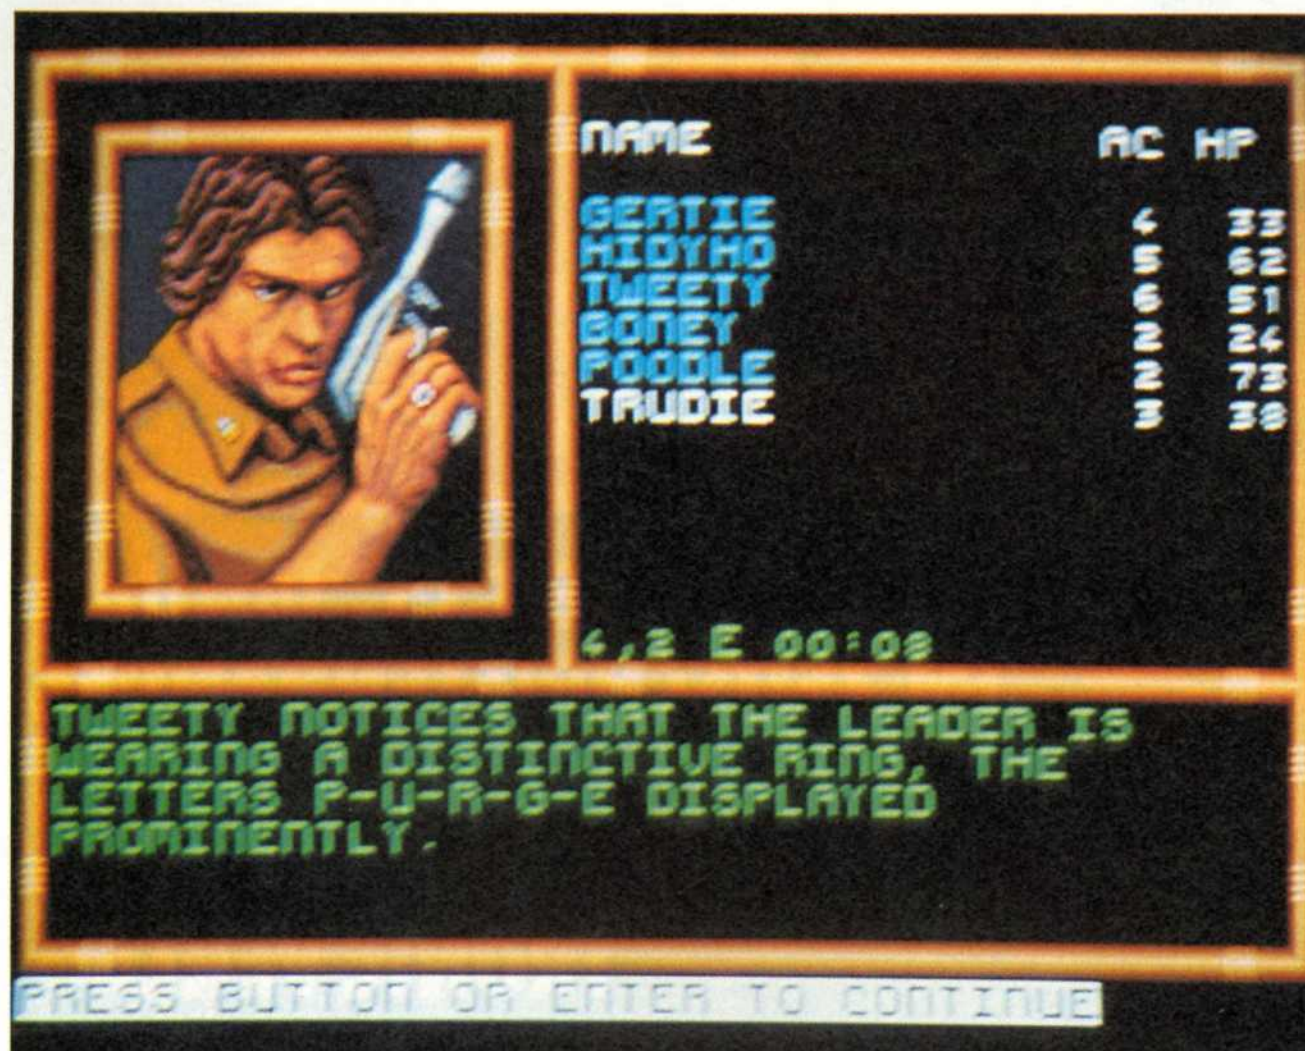 NAME AC HP
GERTIE 4 33
HIDYHO 5 62
TWEETY 6 51
BONEY 2 24
POODLE 2 73
TRUDIE 3 38
4,2 E 00:08
TWEETY NOTICES THAT THE LEADER IS
WEARING A DISTINCTIVE RING, THE
LETTERS P-U-R-G-E DISPLAYED
PROMINENTLY.
PRESS BUTTON OR ENTER TO CONTINUE